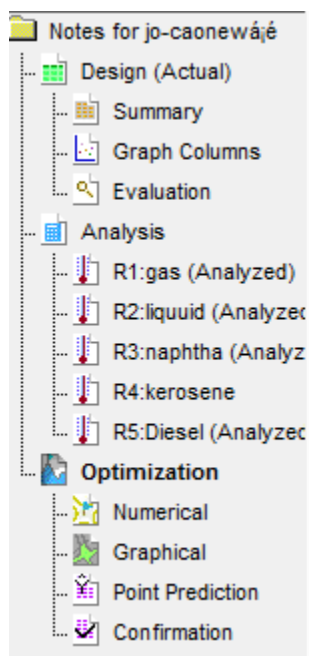 Notes for jo-caonewá¡é
Design (Actual)
Summary
Graph Columns
Evaluation
Analysis
R1:gas (Analyzed)
R2:liquuid (Analyzed
R3:naphtha (Analyz
R4:kerosene
R5:Diesel (Analyzed
Optimization
Numerical
Graphical
Point Prediction
Confirmation